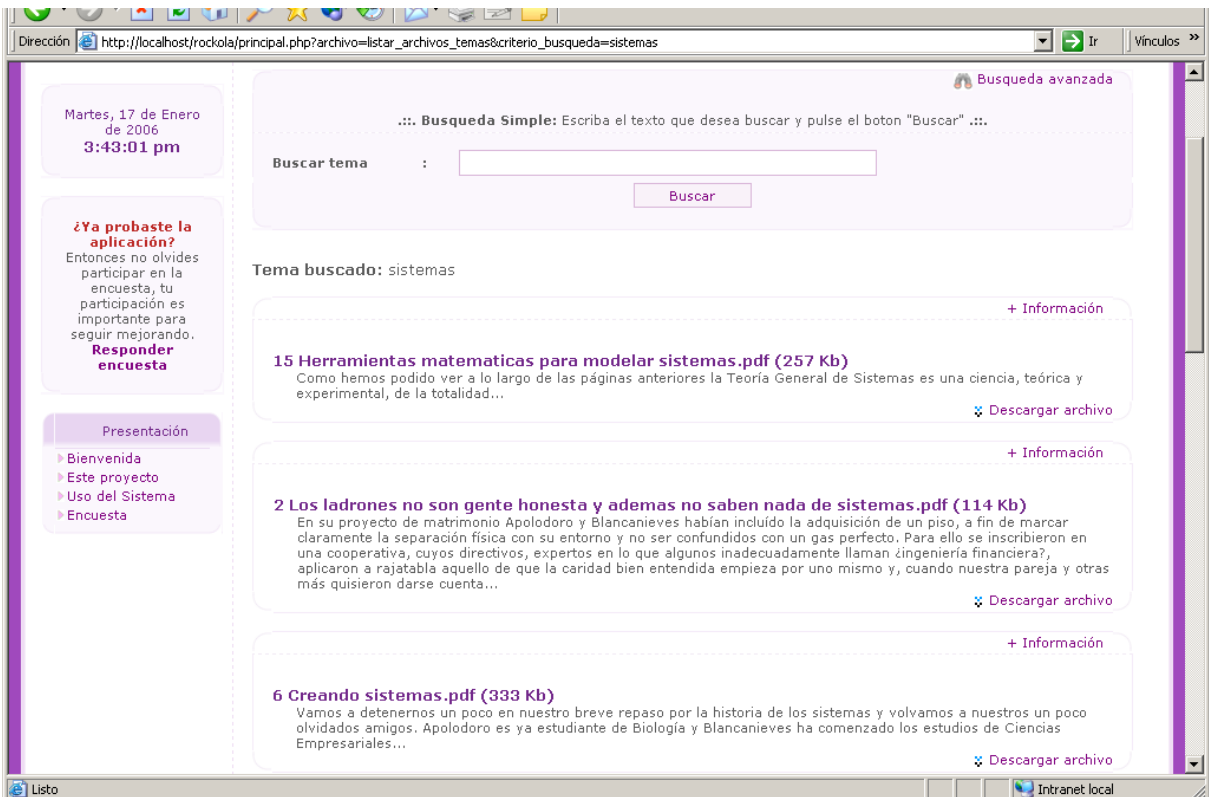 Dirección http://localhost/rockola/principal.php?archivo=listar_archivos_temas&criterio_busqueda=sistemas Ir Vínculos »
Busqueda avanzada
Martes, 17 de Enero
de 2006
3:43:01 pm
.::. Busqueda Simple: Escriba el texto que desea buscar y pulse el boton "Buscar" .::.
Buscar tema :
Buscar
¿Ya probaste la
aplicación?
Entonces no olvides
participar en la
encuesta, tu
participación es
importante para
seguir mejorando.
Responder
encuesta
Presentación
Bienvenida
Este proyecto
Uso del Sistema
Encuesta
Tema buscado: sistemas
+ Información
15 Herramientas matematicas para modelar sistemas.pdf (257 Kb)
Como hemos podido ver a lo largo de las páginas anteriores la Teoría General de Sistemas es una ciencia, teórica y
experimental, de la totalidad...
Descargar archivo
+ Información
2 Los ladrones no son gente honesta y ademas no saben nada de sistemas.pdf (114 Kb)
En su proyecto de matrimonio Apolodoro y Blancanieves habían incluído la adquisición de un piso, a fin de marcar
claramente la separación física con su entorno y no ser confundidos con un gas perfecto. Para ello se inscribieron en
una cooperativa, cuyos directivos, expertos en lo que algunos inadecuadamente llaman ¿ingeniería financiera?,
aplicaron a rajatabla aquello de que la caridad bien entendida empieza por uno mismo y, cuando nuestra pareja y otras
más quisieron darse cuenta...
Descargar archivo
+ Información
6 Creando sistemas.pdf (333 Kb)
Vamos a detenernos un poco en nuestro breve repaso por la historia de los sistemas y volvamos a nuestros un poco
olvidados amigos. Apolodoro es ya estudiante de Biología y Blancanieves ha comenzado los estudios de Ciencias
Empresariales...
Descargar archivo
Listo
Intranet local